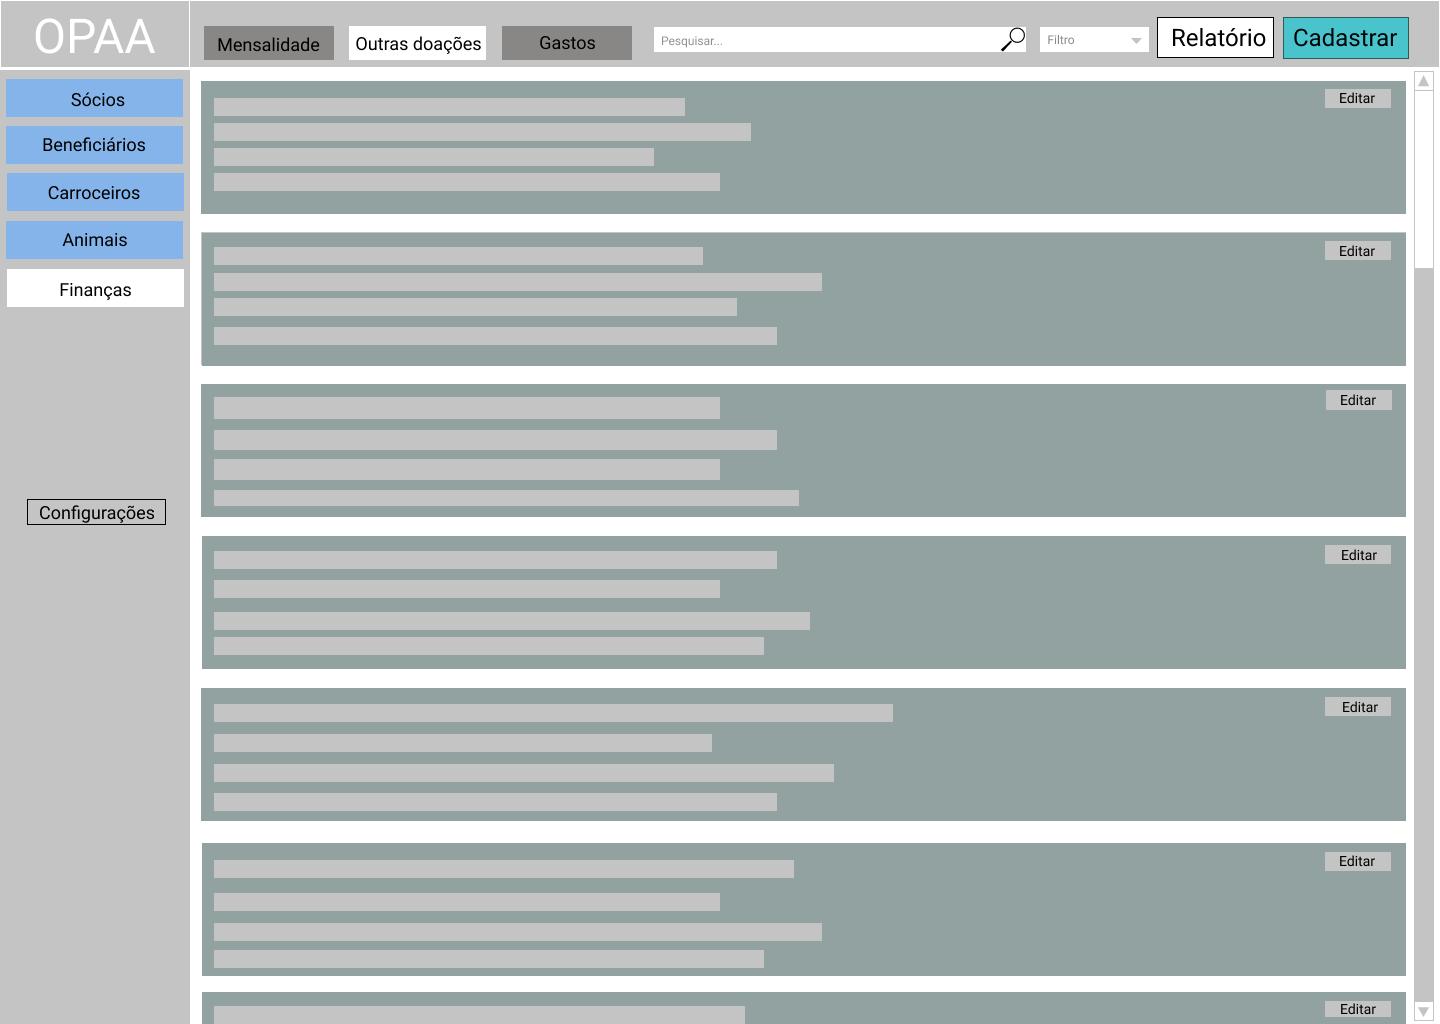 OPAA
Mensalidade
Outras doações
Gastos
Pesquisar...
Filtro
Relatório
Cadastrar
Sócios
Beneficiários
Carroceiros
Animais
Finanças
Configurações
Editar
Editar
Editar
Editar
Editar
Editar
Editar